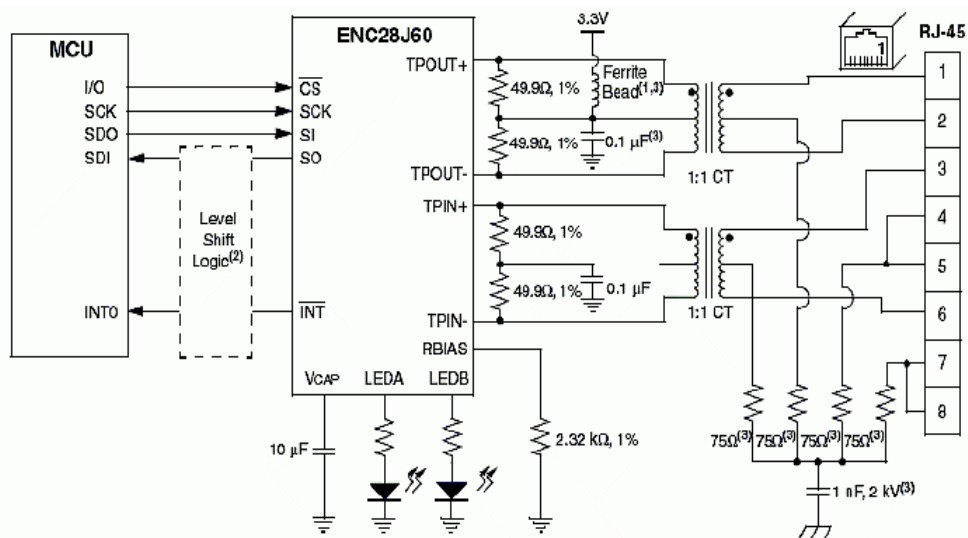 MCU
I/O
SCK
SDO
SDI
INT0
Level
Shift
Logic(2)
ENC28J60
CS
SCK
SI
SO
INT
TPOUT+
TPOUT-
TPIN+
TPIN-
RBIAS
VCAP
LEDA
LEDB
10 µF
2.32 kΩ, 1%
3.3V
Ferrite
Bead(1,3)
49.9Ω, 1%
49.9Ω, 1%
0.1 µF(3)
1:1 CT
49.9Ω, 1%
49.9Ω, 1%
0.1 µF
1:1 CT
1
RJ-45
1
2
3
4
5
6
7
8
75Ω(3)
75Ω(3)
75Ω(3)
75Ω(3)
1 nF, 2 kV(3)